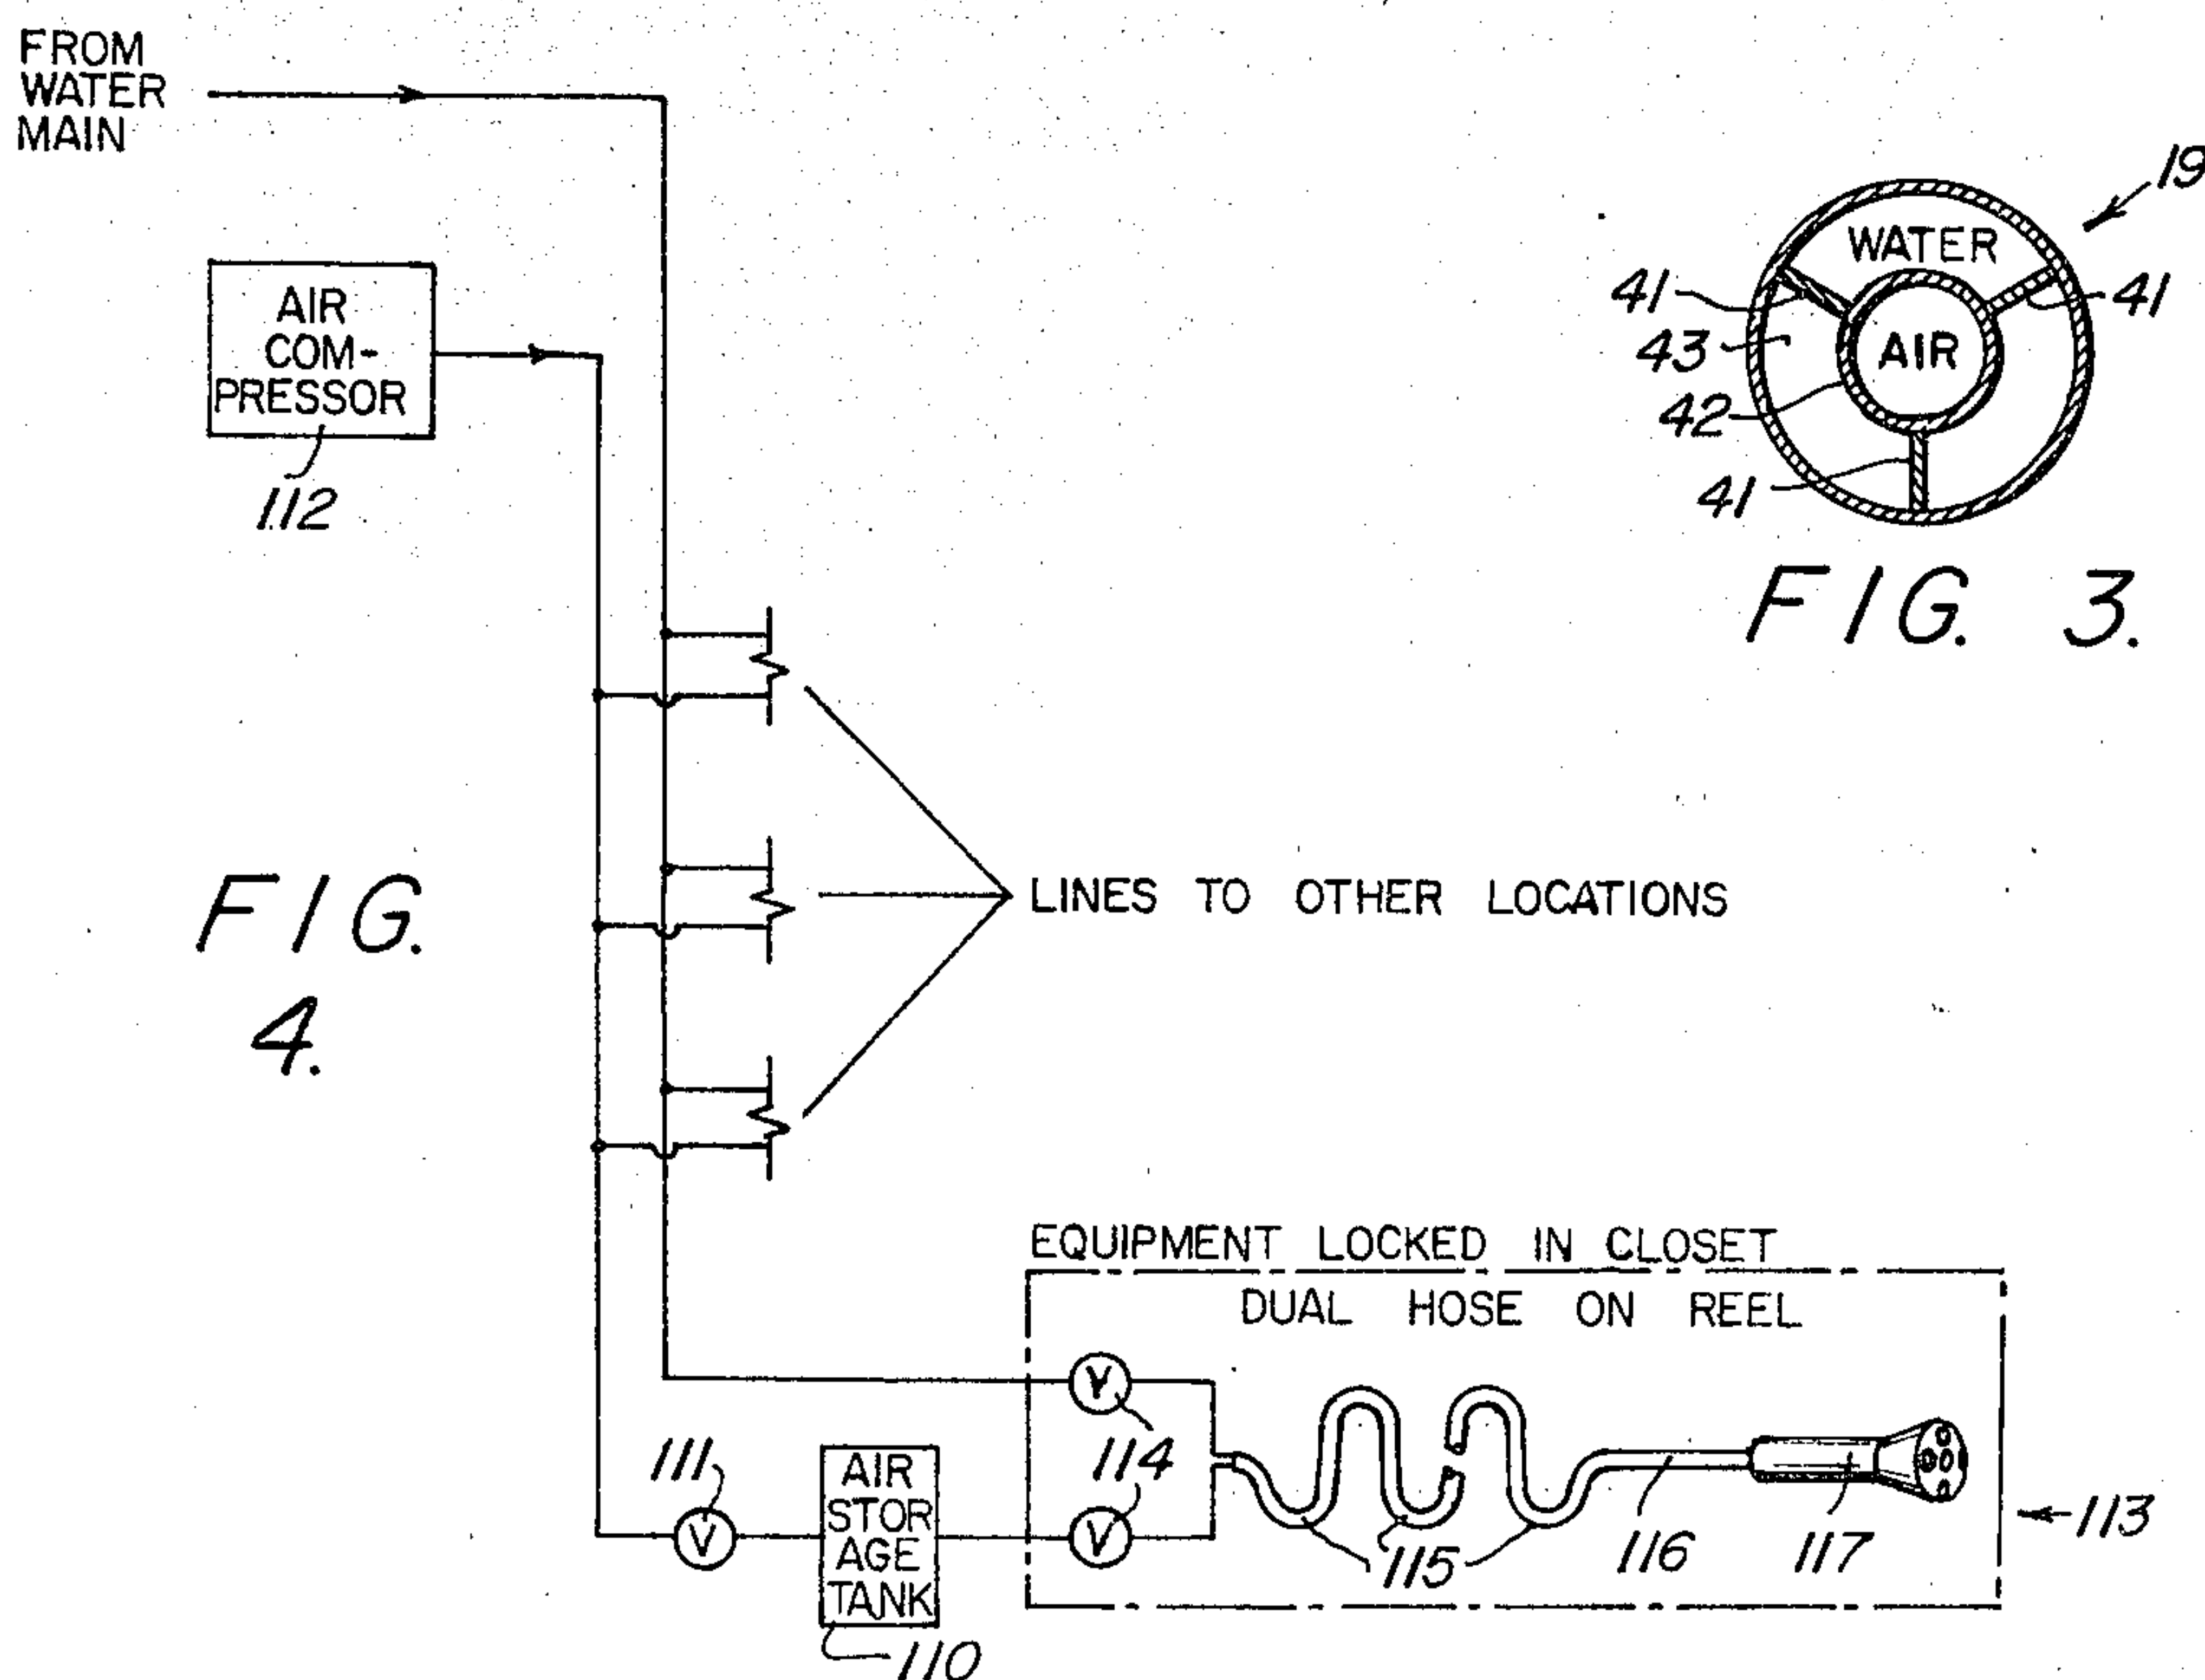 FROM
WATER
MAIN
AIR
COM-
PRESSOR
112
19
WATER
41
41
43
AIR
42
41
FIG. 3.
LINES TO OTHER LOCATIONS
FIG.
4.
EQUIPMENT LOCKED IN CLOSET
DUAL HOSE ON REEL
V
114
111
V
AIR
STOR
AGE
TANK
V
115
116
117
113
110